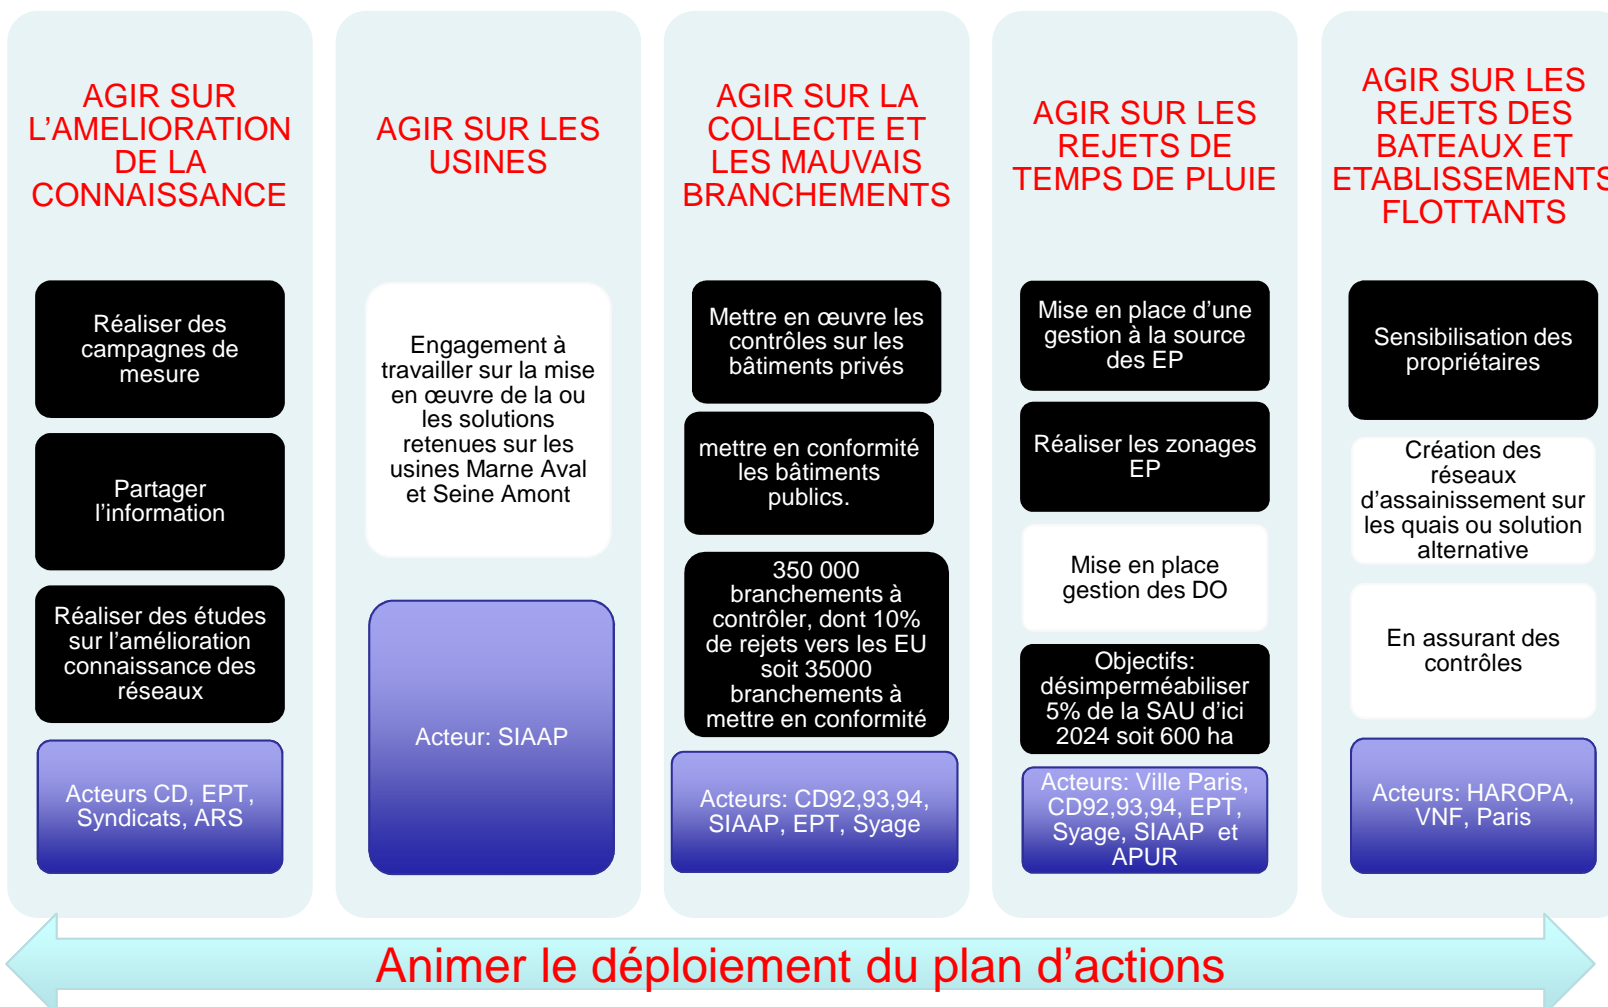 AGIR SUR
L’AMELIORATION
DE LA
CONNAISSANCE
Réaliser des
campagnes de
mesure
Partager
l’information
Réaliser des études
sur l’amélioration
connaissance des
réseaux
Acteurs CD, EPT,
Syndicats, ARS
AGIR SUR LES
USINES
Engagement à
travailler sur la mise
en œuvre de la ou
les solutions
retenues sur les
usines Marne Aval
et Seine Amont
Acteur: SIAAP
AGIR SUR LA
COLLECTE ET
LES MAUVAIS
BRANCHEMENTS
Mettre en œuvre les
contrôles sur les
bâtiments privés
mettre en conformité
les bâtiments
publics.
350 000
branchements à
contrôler, dont 10%
de rejets vers les EU
soit 35000
branchements à
mettre en conformité
Acteurs: CD92,93,94,
SIAAP, EPT, Syage
AGIR SUR LES
REJETS DE
TEMPS DE PLUIE
Mise en place d’une
gestion à la source
des EP
Réaliser les zonages
EP
Mise en place
gestion des DO
Objectifs:
désimperméabiliser
5% de la SAU d’ici
2024 soit 600 ha
Acteurs: Ville Paris,
CD92,93,94, EPT,
Syage, SIAAP et
APUR
AGIR SUR LES
REJETS DES
BATEAUX ET
ETABLISSEMENTS
FLOTTANTS
Sensibilisation des
propriétaires
Création des
réseaux
d’assainissement sur
les quais ou solution
alternative
En assurant des
contrôles
Acteurs: HAROPA,
VNF, Paris
Animer le déploiement du plan d’actions